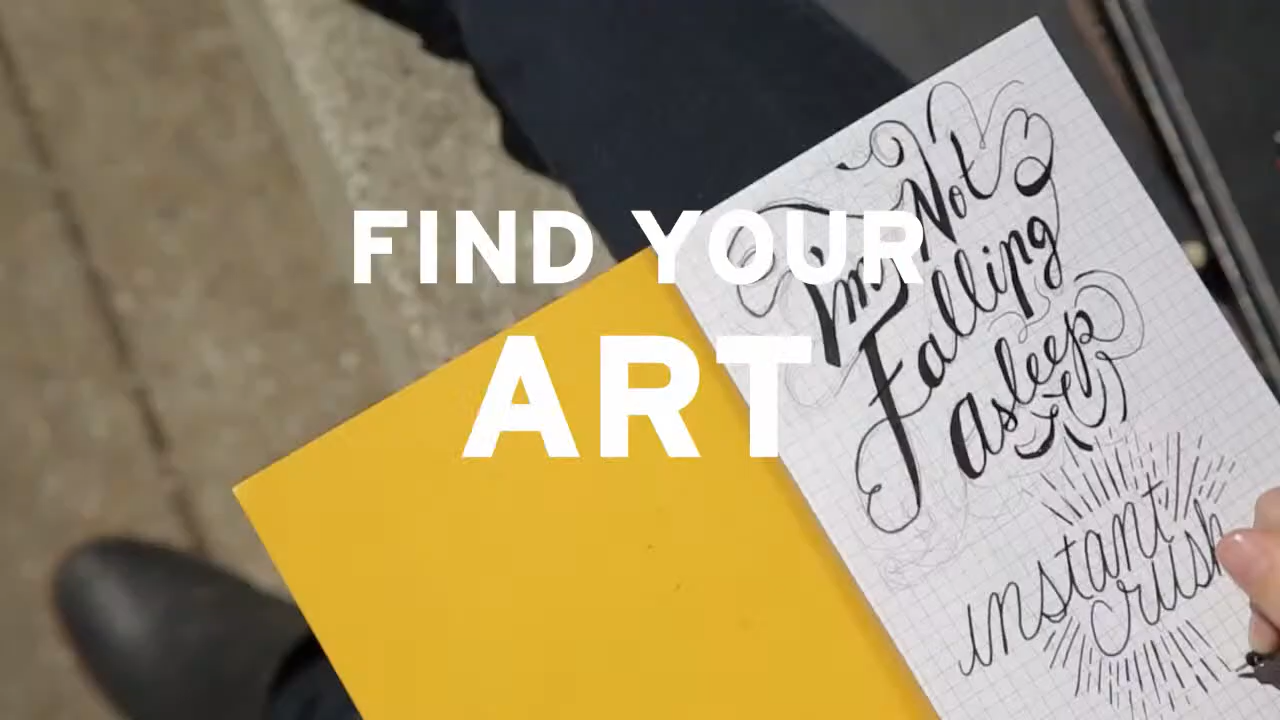 FIND YOUR
ART
Not
i'm
Falling
asleep
instant
crush